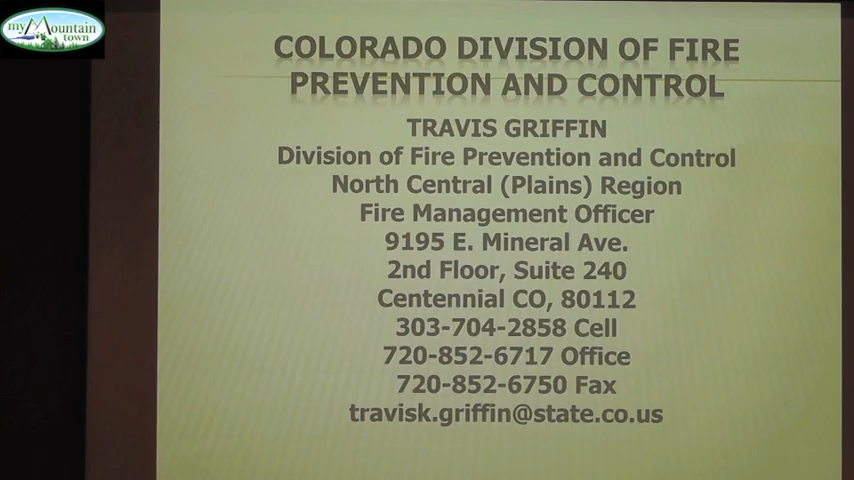 my Mountain
town
COLORADO DIVISION OF FIRE
PREVENTION AND CONTROL
TRAVIS GRIFFIN
Division of Fire Prevention and Control
North Central (Plains) Region
Fire Management Officer
9195 E. Mineral Ave.
2nd Floor, Suite 240
Centennial CO, 80112
303-704-2858 Cell
720-852-6717 Office
720-852-6750 Fax
travisk.griffin@state.co.us